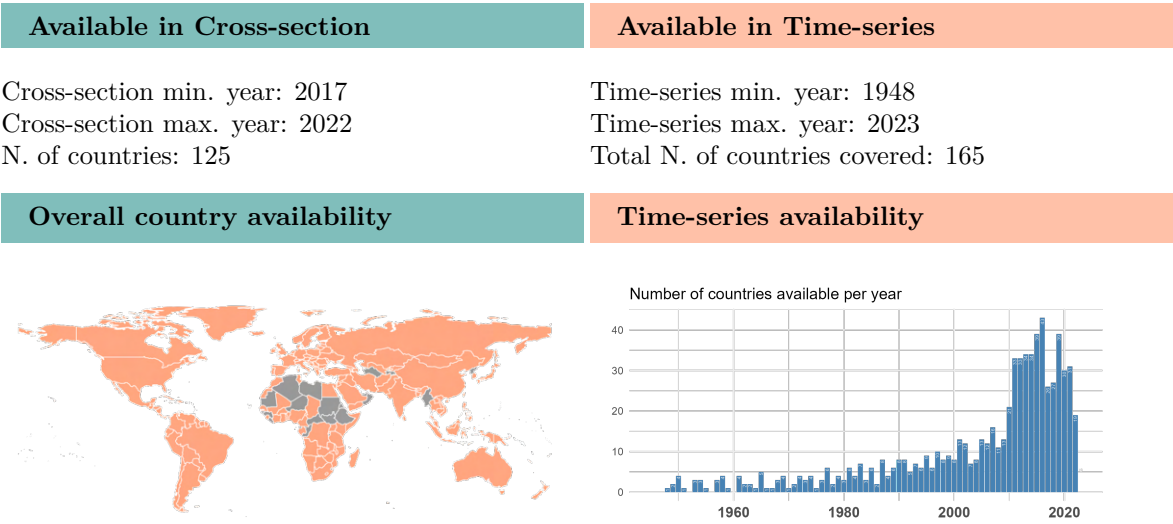 Available in Cross-section
Available in Time-series
Cross-section min. year: 2017
Cross-section max. year: 2022
N. of countries: 125
Time-series min. year: 1948
Time-series max. year: 2023
Total N. of countries covered: 165
Overall country availability
Time-series availability
Number of countries available per year
40
30
20
10
0
1960
1980
2000
2020